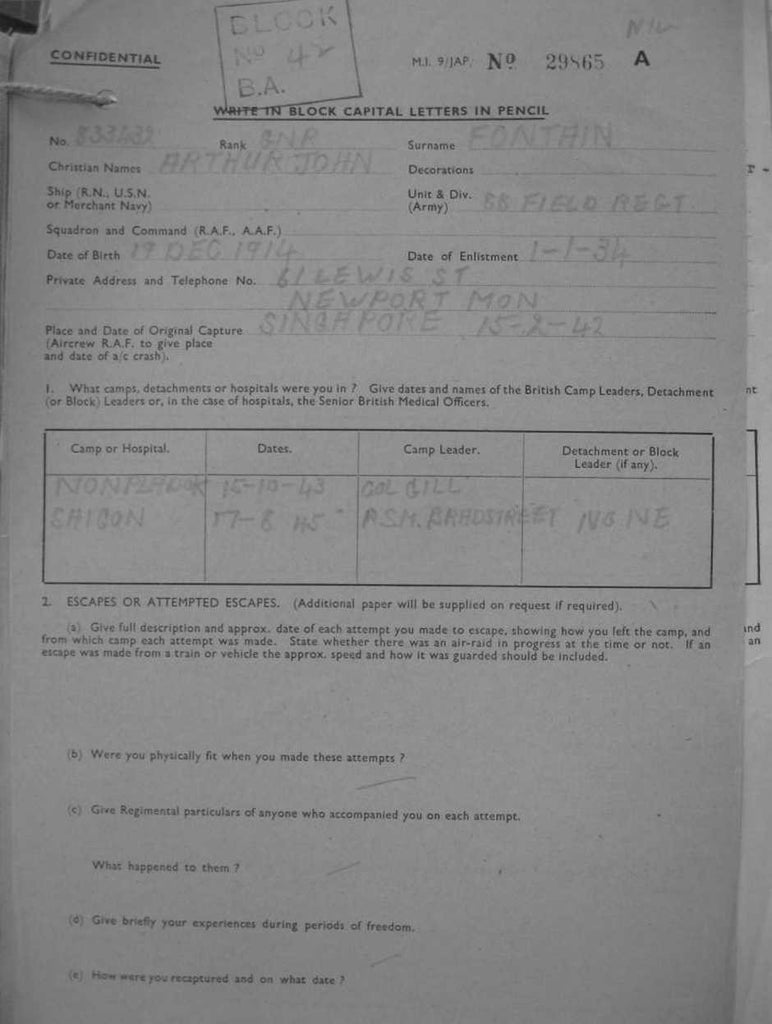 BLOCK
No 42
B.A.
CONFIDENTIAL
M.I. 9/JAP. No 29865 A
WRITE IN BLOCK CAPITAL LETTERS IN PENCIL
No. Rank GNR Surname FONTHIN
Christian Names ARTHUR JOHN Decorations
Ship (R.N., U.S.N. or Merchant Navy)
Unit & Div. (Army) 88 FIELD REGT.
Squadron and Command (R.A.F., A.A.F.)
Date of Birth 19 DEC 1914 Date of Enlistment 1-1-34
Private Address and Telephone No. 61 LEWIS ST
NEWPORT MON
Place and Date of Original Capture SINGAPORE 15-2-42
(Aircrew R.A.F. to give place
and date of a/c crash).
1. What camps, detachments or hospitals were you in ? Give dates and names of the British Camp Leaders, Detachment
(or Block) Leaders or, in the case of hospitals, the Senior British Medical Officers.
Camp or Hospital. Dates. Camp Leader. Detachment or Block
Leader (if any).
NONPLADUK 15-10-43 COL GILL
SAIGON 17-8 45 R.S.M. BRADSTREET
2. ESCAPES OR ATTEMPTED ESCAPES. (Additional paper will be supplied on request if required).
(a) Give full description and approx. date of each attempt you made to escape, showing how you left the camp, and
from which camp each attempt was made. State whether there was an air-raid in progress at the time or not. If an
escape was made from a train or vehicle the approx. speed and how it was guarded should be included.
(b) Were you physically fit when you made these attempts ?
(c) Give Regimental particulars of anyone who accompanied you on each attempt.
What happened to them ?
(d) Give briefly your experiences during periods of freedom.
(e) How were you recaptured and on what date ?